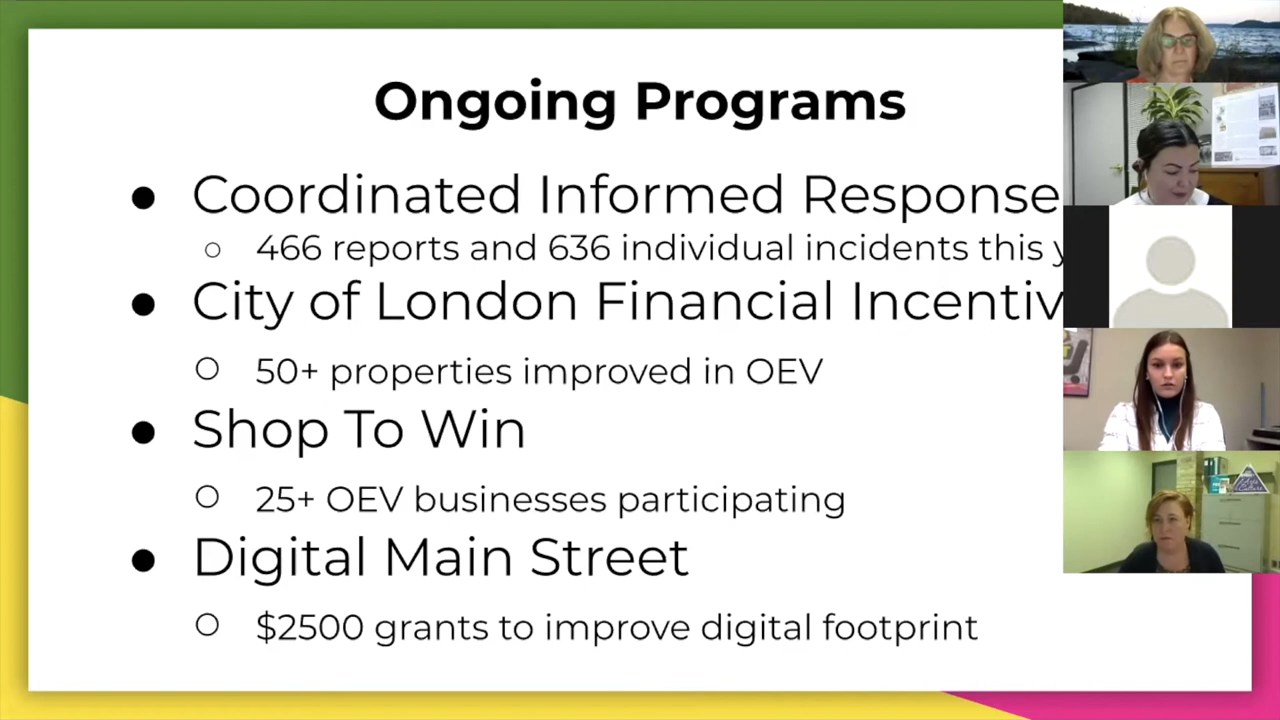 Ongoing Programs
● Coordinated Informed Response
○ 466 reports and 636 individual incidents this
● City of London Financial
○ 50+ properties improved in OEV
● Shop To Win
○ 25+ OEV businesses participating
● Digital Main Street
○ $2500 grants to improve digital footprint